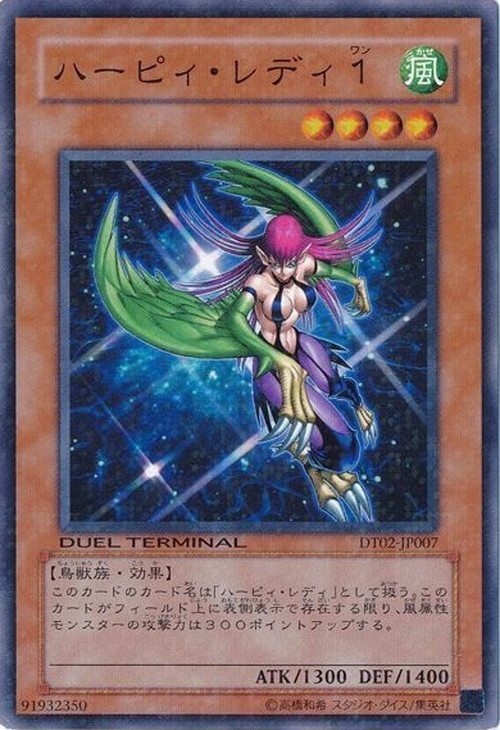 ハーピィ・レディ1
ワン
風
かぜ
DUEL TERMINAL
DT02-JP007
【鳥獣族・効果】
このカードのカード名は「ハーピィ・レディ」として扱う。この
カードがフィールド上に表側表示で存在する限り、風属性
モンスターの攻撃力は３００ポイントアップする。
ATK/1300 DEF/1400
91932350
©高橋和希 スタジオ・ダイス/集英社